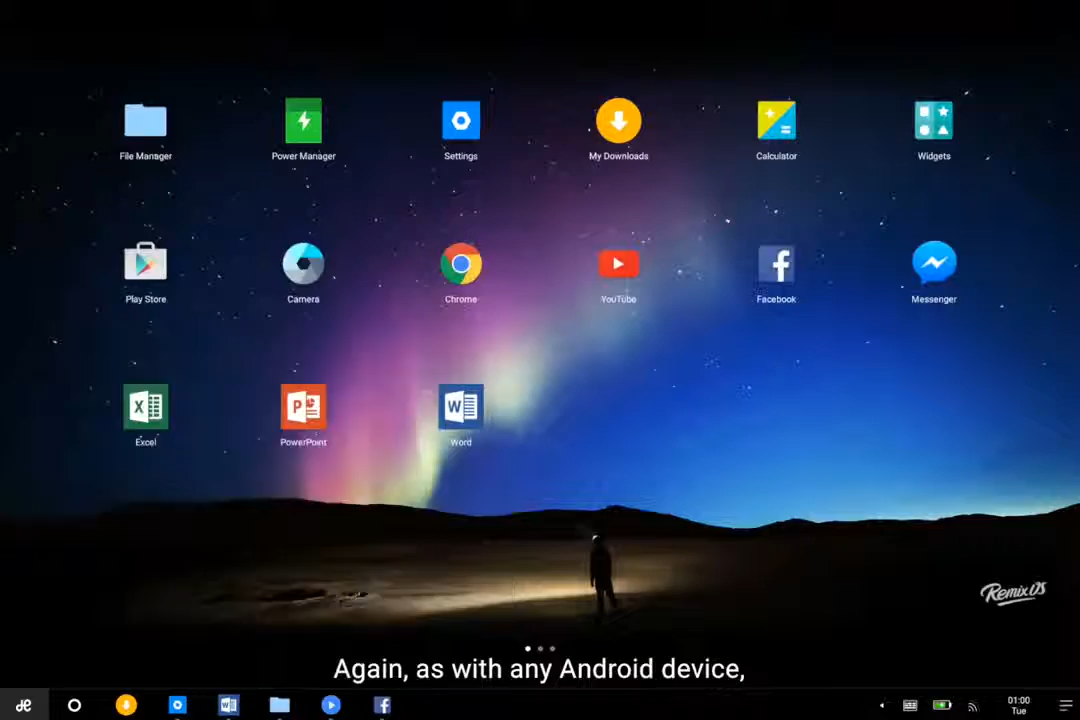 File Manager
Power Manager
Settings
My Downloads
Calculator
Widgets
Play Store
Camera
Chrome
YouTube
Facebook
Messenger
Excel
PowerPoint
Word
Remix OS
Again, as with any Android device,
01:00
Tue